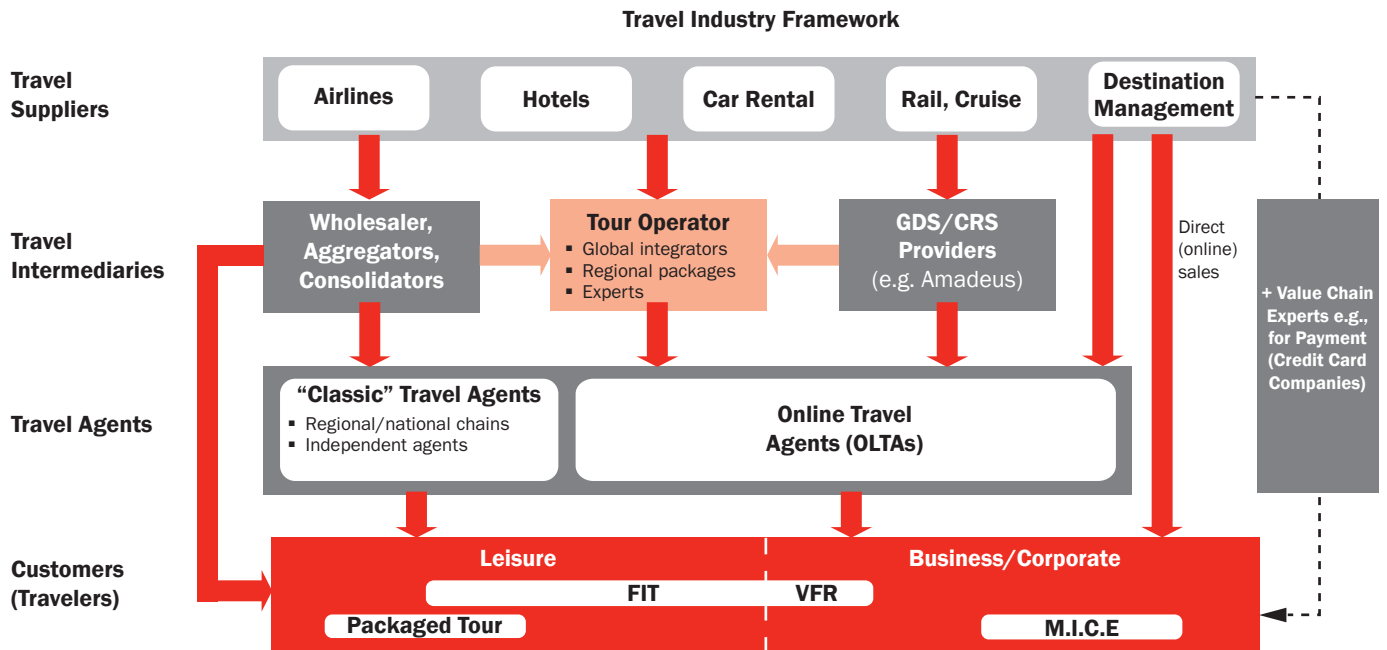 Travel Industry Framework
Travel
Suppliers
Airlines
Hotels
Car Rental
Rail, Cruise
Destination
Management
Travel
Intermediaries
Wholesaler,
Aggregators,
Consolidators
Tour Operator
▪ Global integrators
▪ Regional packages
▪ Experts
GDS/CRS
Providers
(e.g. Amadeus)
Direct
(online)
sales
+ Value Chain
Experts e.g.,
for Payment
(Credit Card
Companies)
Travel Agents
“Classic” Travel Agents
▪ Regional/national chains
▪ Independent agents
Online Travel
Agents (OLTAs)
Customers
(Travelers)
Leisure
Business/Corporate
FIT
VFR
Packaged Tour
M.I.C.E